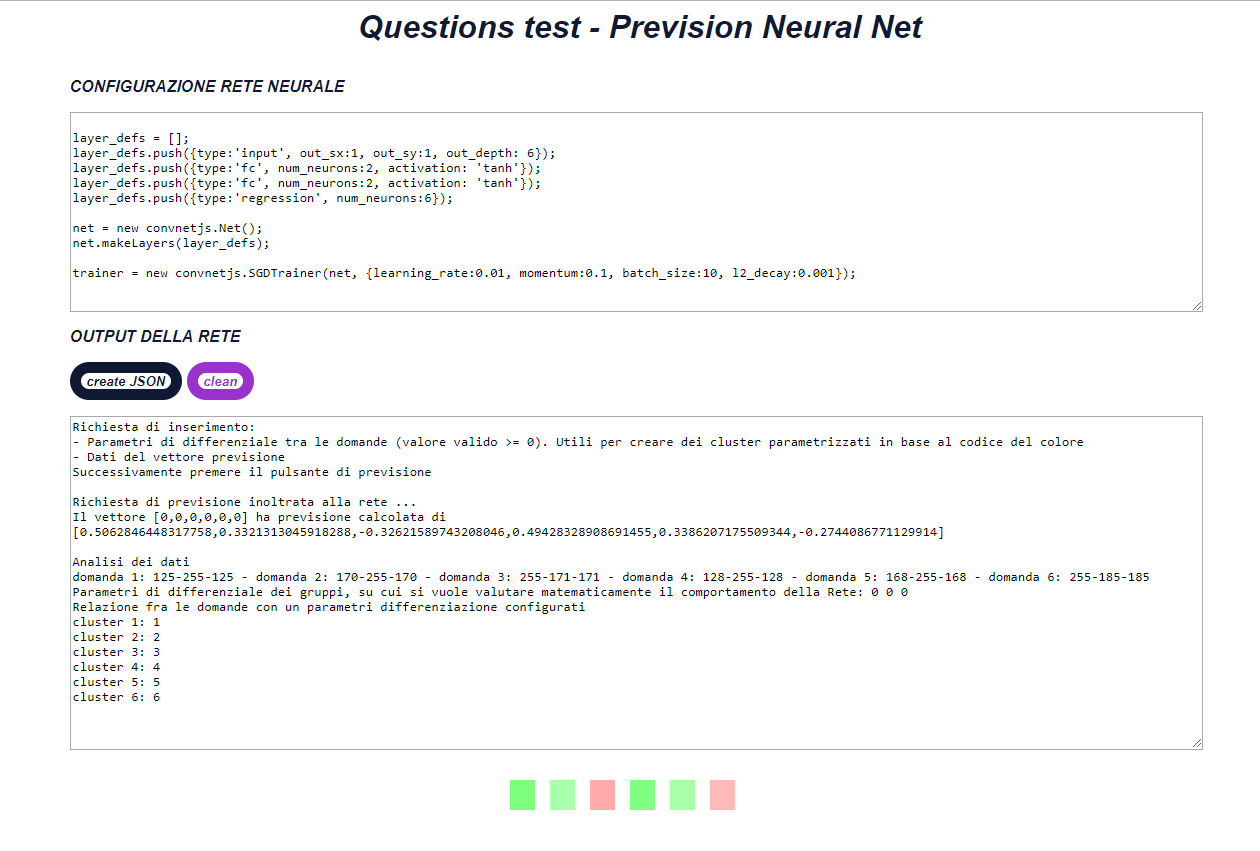 Questions test - Prevision Neural Net
CONFIGURAZIONE RETE NEURALE
layer_defs = [];
layer_defs.push({type:'input', out_sx:1, out_sy:1, out_depth: 6});
layer_defs.push({type:'fc', num_neurons:2, activation: 'tanh'});
layer_defs.push({type:'fc', num_neurons:2, activation: 'tanh'});
layer_defs.push({type:'regression', num_neurons:6});
net = new convnetjs.Net();
net.makeLayers(layer_defs);
trainer = new convnetjs.SGDTrainer(net, {learning_rate:0.01, momentum:0.1, batch_size:10, l2_decay:0.001});
OUTPUT DELLA RETE
create JSON clean
Richiesta di inserimento:
- Parametri di differenziale tra le domande (valore valido >= 0). Utili per creare dei cluster parametrizzati in base al codice del colore
- Dati del vettore previsione
Successivamente premere il pulsante di previsione
Richiesta di previsione inoltrata alla rete ...
Il vettore [0,0,0,0,0,0] ha previsione calcolata di
[0.5062846448317758,0.3321313045918288,-0.32621589743208046,0.49428328908691455,0.3386207175509344,-0.2744086771129914]
Analisi dei dati
domanda 1: 125-255-125 - domanda 2: 170-255-170 - domanda 3: 255-171-171 - domanda 4: 128-255-128 - domanda 5: 168-255-168 - domanda 6: 255-185-185
Parametri di differenziale dei gruppi, su cui si vuole valutare matematicamente il comportamento della Rete: 0 0 0
Relazione fra le domande con un parametri differenziazione configurati
cluster 1: 1
cluster 2: 2
cluster 3: 3
cluster 4: 4
cluster 5: 5
cluster 6: 6